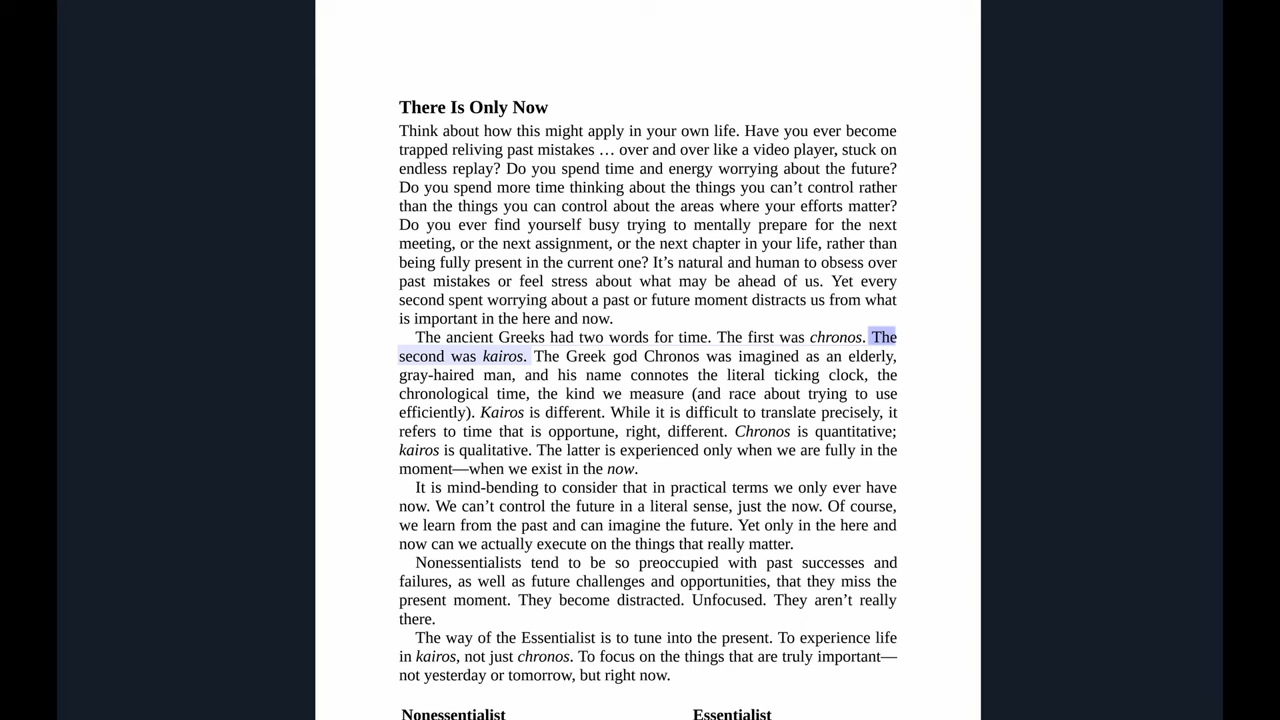 There Is Only Now
Think about how this might apply in your own life. Have you ever become
trapped reliving past mistakes … over and over like a video player, stuck on
endless replay? Do you spend time and energy worrying about the future?
Do you spend more time thinking about the things you can’t control rather
than the things you can control about the areas where your efforts matter?
Do you ever find yourself busy trying to mentally prepare for the next
meeting, or the next assignment, or the next chapter in your life, rather than
being fully present in the current one? It’s natural and human to obsess over
past mistakes or feel stress about what may be ahead of us. Yet every
second spent worrying about a past or future moment distracts us from what
is important in the here and now.
The ancient Greeks had two words for time. The first was chronos. The
second was kairos. The Greek god Chronos was imagined as an elderly,
gray-haired man, and his name connotes the literal ticking clock, the
chronological time, the kind we measure (and race about trying to use
efficiently). Kairos is different. While it is difficult to translate precisely, it
refers to time that is opportune, right, different. Chronos is quantitative;
kairos is qualitative. The latter is experienced only when we are fully in the
moment—when we exist in the now.
It is mind-bending to consider that in practical terms we only ever have
now. We can’t control the future in a literal sense, just the now. Of course,
we learn from the past and can imagine the future. Yet only in the here and
now can we actually execute on the things that really matter.
Nonessentialists tend to be so preoccupied with past successes and
failures, as well as future challenges and opportunities, that they miss the
present moment. They become distracted. Unfocused. They aren’t really
there.
The way of the Essentialist is to tune into the present. To experience life
in kairos, not just chronos. To focus on the things that are truly important—
not yesterday or tomorrow, but right now.
Nonessentialist Essentialist